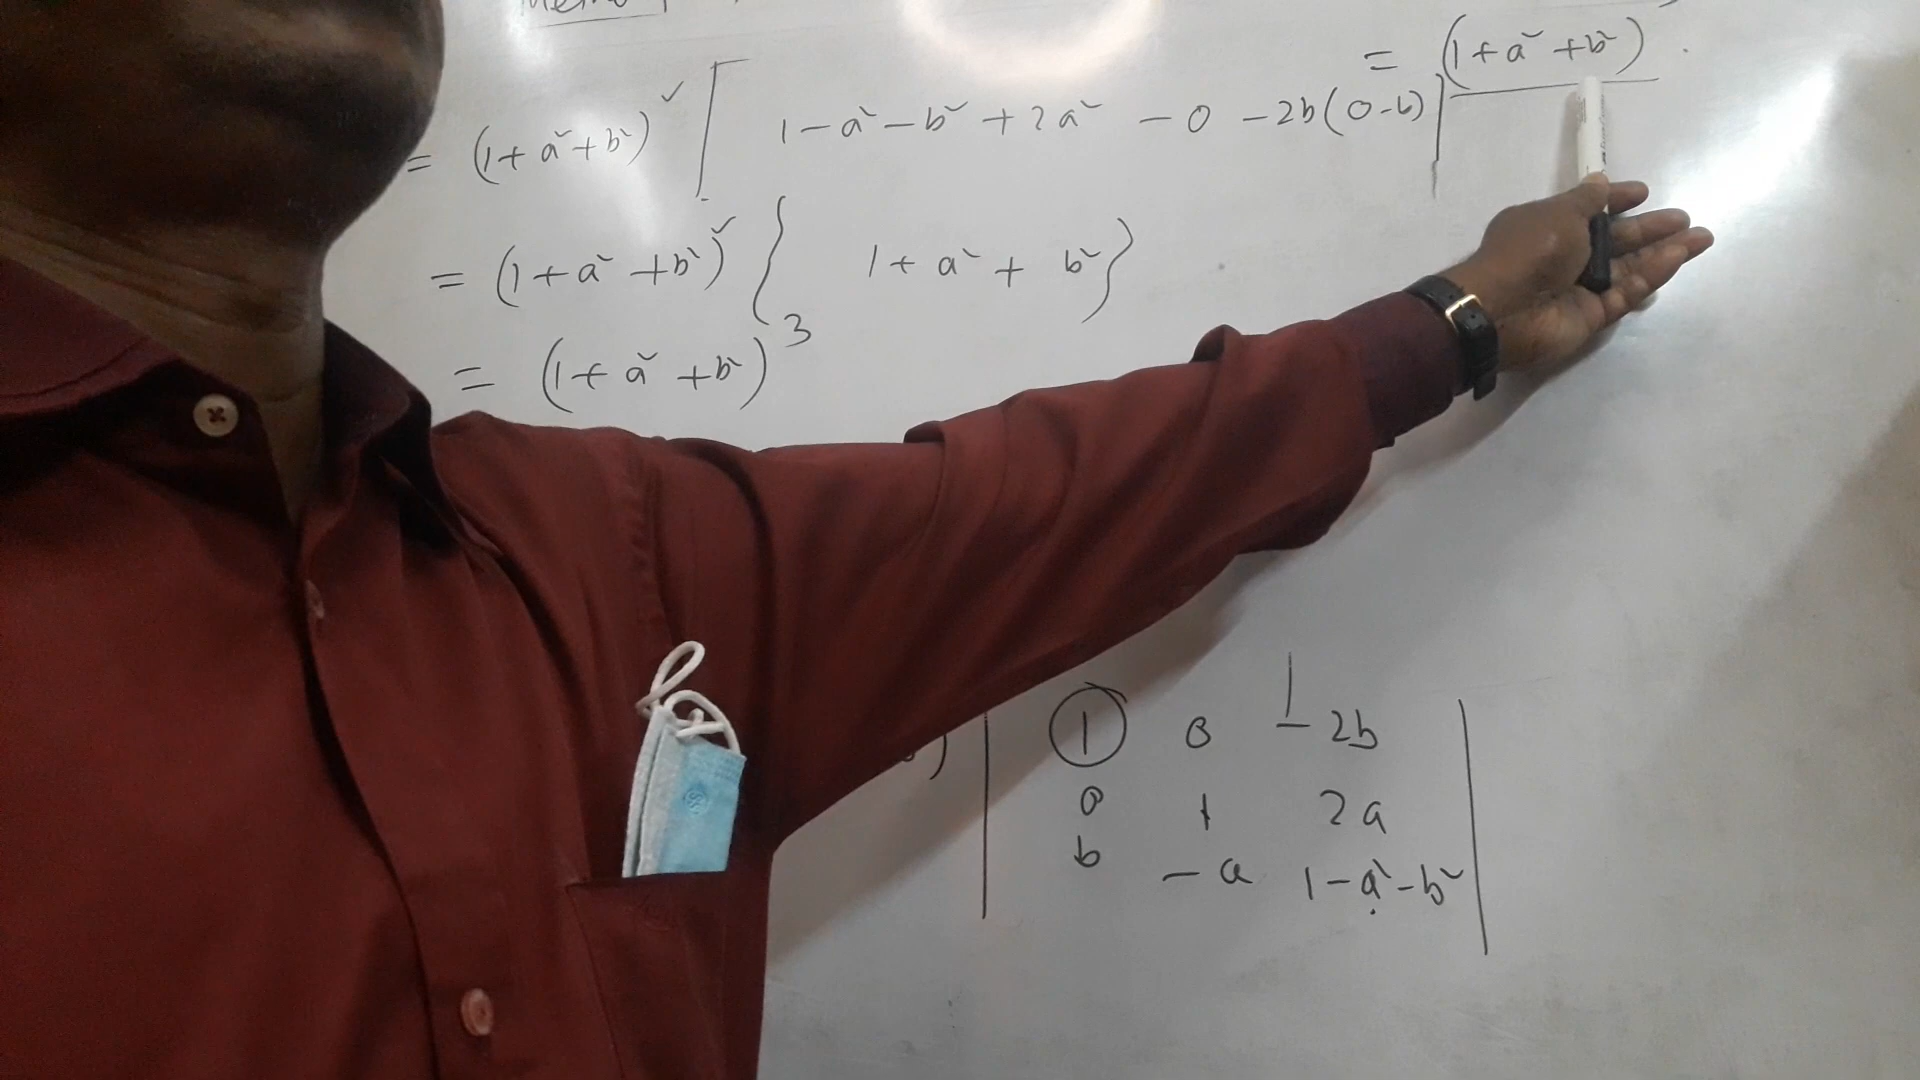 = (1+a²+b²)
= (1+a²+b²)² [ 1-a²-b²+2a² -0 -2b(0-b) ]
= (1+a²+b²)² { 1+a²+b² }
= (1+a²+b²)³
| 1 0 -2b |
0 1 2a
b -a 1-a²-b²